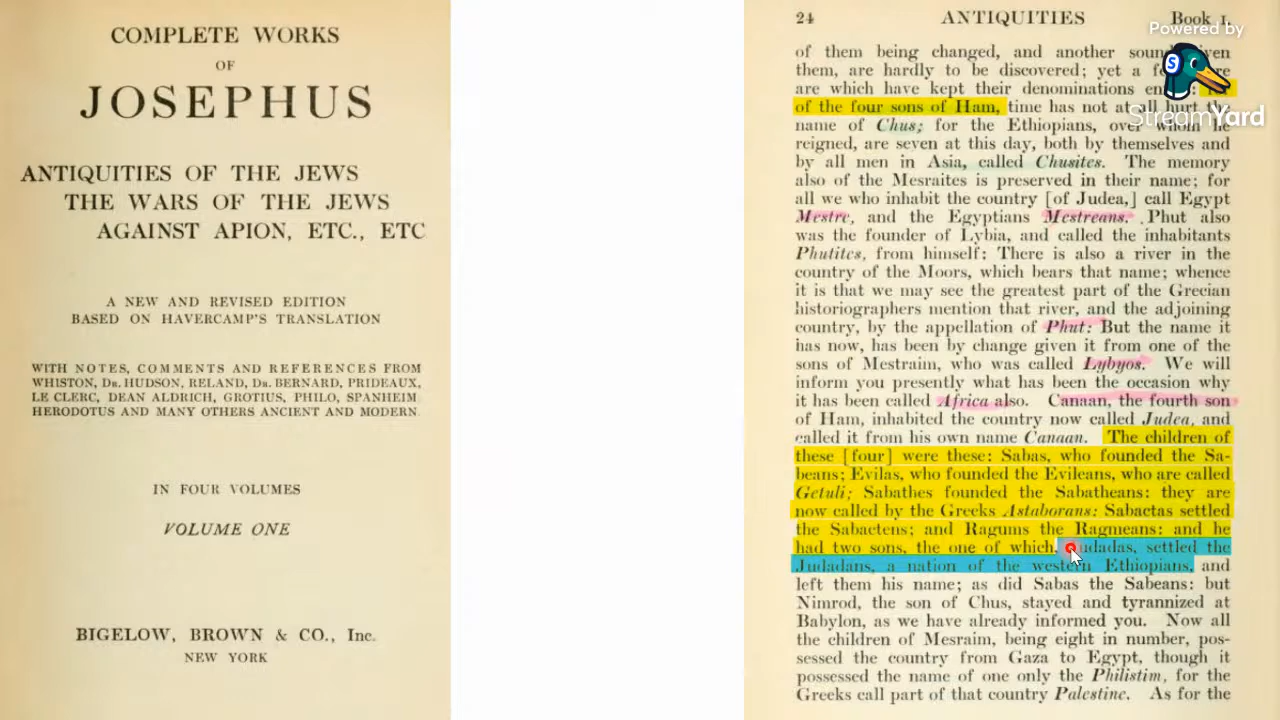 COMPLETE WORKS
OF
JOSEPHUS
ANTIQUITIES OF THE JEWS
THE WARS OF THE JEWS
AGAINST APION, ETC., ETC
A NEW AND REVISED EDITION
BASED ON HAVERCAMP'S TRANSLATION
WITH NOTES, COMMENTS AND REFERENCES FROM
WHISTON, DR. HUDSON, RELAND, DR. BERNARD, PRIDEAUX,
LE CLERC, DEAN ALDRICH, GROTIUS, PHILO, SPANHEIM
HERODOTUS AND MANY OTHERS ANCIENT AND MODERN
IN FOUR VOLUMES
VOLUME ONE
BIGELOW, BROWN & CO., Inc.
NEW YORK
24 ANTIQUITIES Book 1.
of them being changed, and another sound given
them, are hardly to be discovered; yet a
are which have kept their denominations
of the four sons of Ham, time has not at all hurt the
name of Chus; for the Ethiopians, over whom he
reigned, are seven at this day, both by themselves and
by all men in Asia, called Chusites. The memory
also of the Mesraites is preserved in their name; for
all we who inhabit the country [of Judea,] call Egypt
Mestre, and the Egyptians Mestreans. Phut also
was the founder of Lybia, and called the inhabitants
Phutites, from himself: There is also a river in the
country of the Moors, which bears that name; whence
it is that we may see the greatest part of the Grecian
historiographers mention that river, and the adjoining
country, by the appellation of Phut: But the name it
has now, has been by change given it from one of the
sons of Mestraim, who was called Lybyos. We will
inform you presently what has been the occasion why
it has been called Africa also. Canaan, the fourth son
of Ham, inhabited the country now called Judea, and
called it from his own name Canaan. The children of
these [four] were these: Sabas, who founded the Sa-
beans; Evilas, who founded the Evileans, who are called
Getuli; Sabathes founded the Sabatheans: they are
now called by the Greeks Astaborans: Sabactas settled
the Sabactens; and Ragums the Ragmeans: and he
had two sons, the one of which, udadas, settled the
Judadans, a nation of the western Ethiopians, and
left them his name; as did Sabas the Sabeans: but
Nimrod, the son of Chus, stayed and tyrannized at
Babylon, as we have already informed you. Now all
the children of Mesraim, being eight in number, pos-
sessed the country from Gaza to Egypt, though it
possessed the name of one only the Philistim, for the
Greeks call part of that country Palestine. As for the
Powered by
S
StreamYard